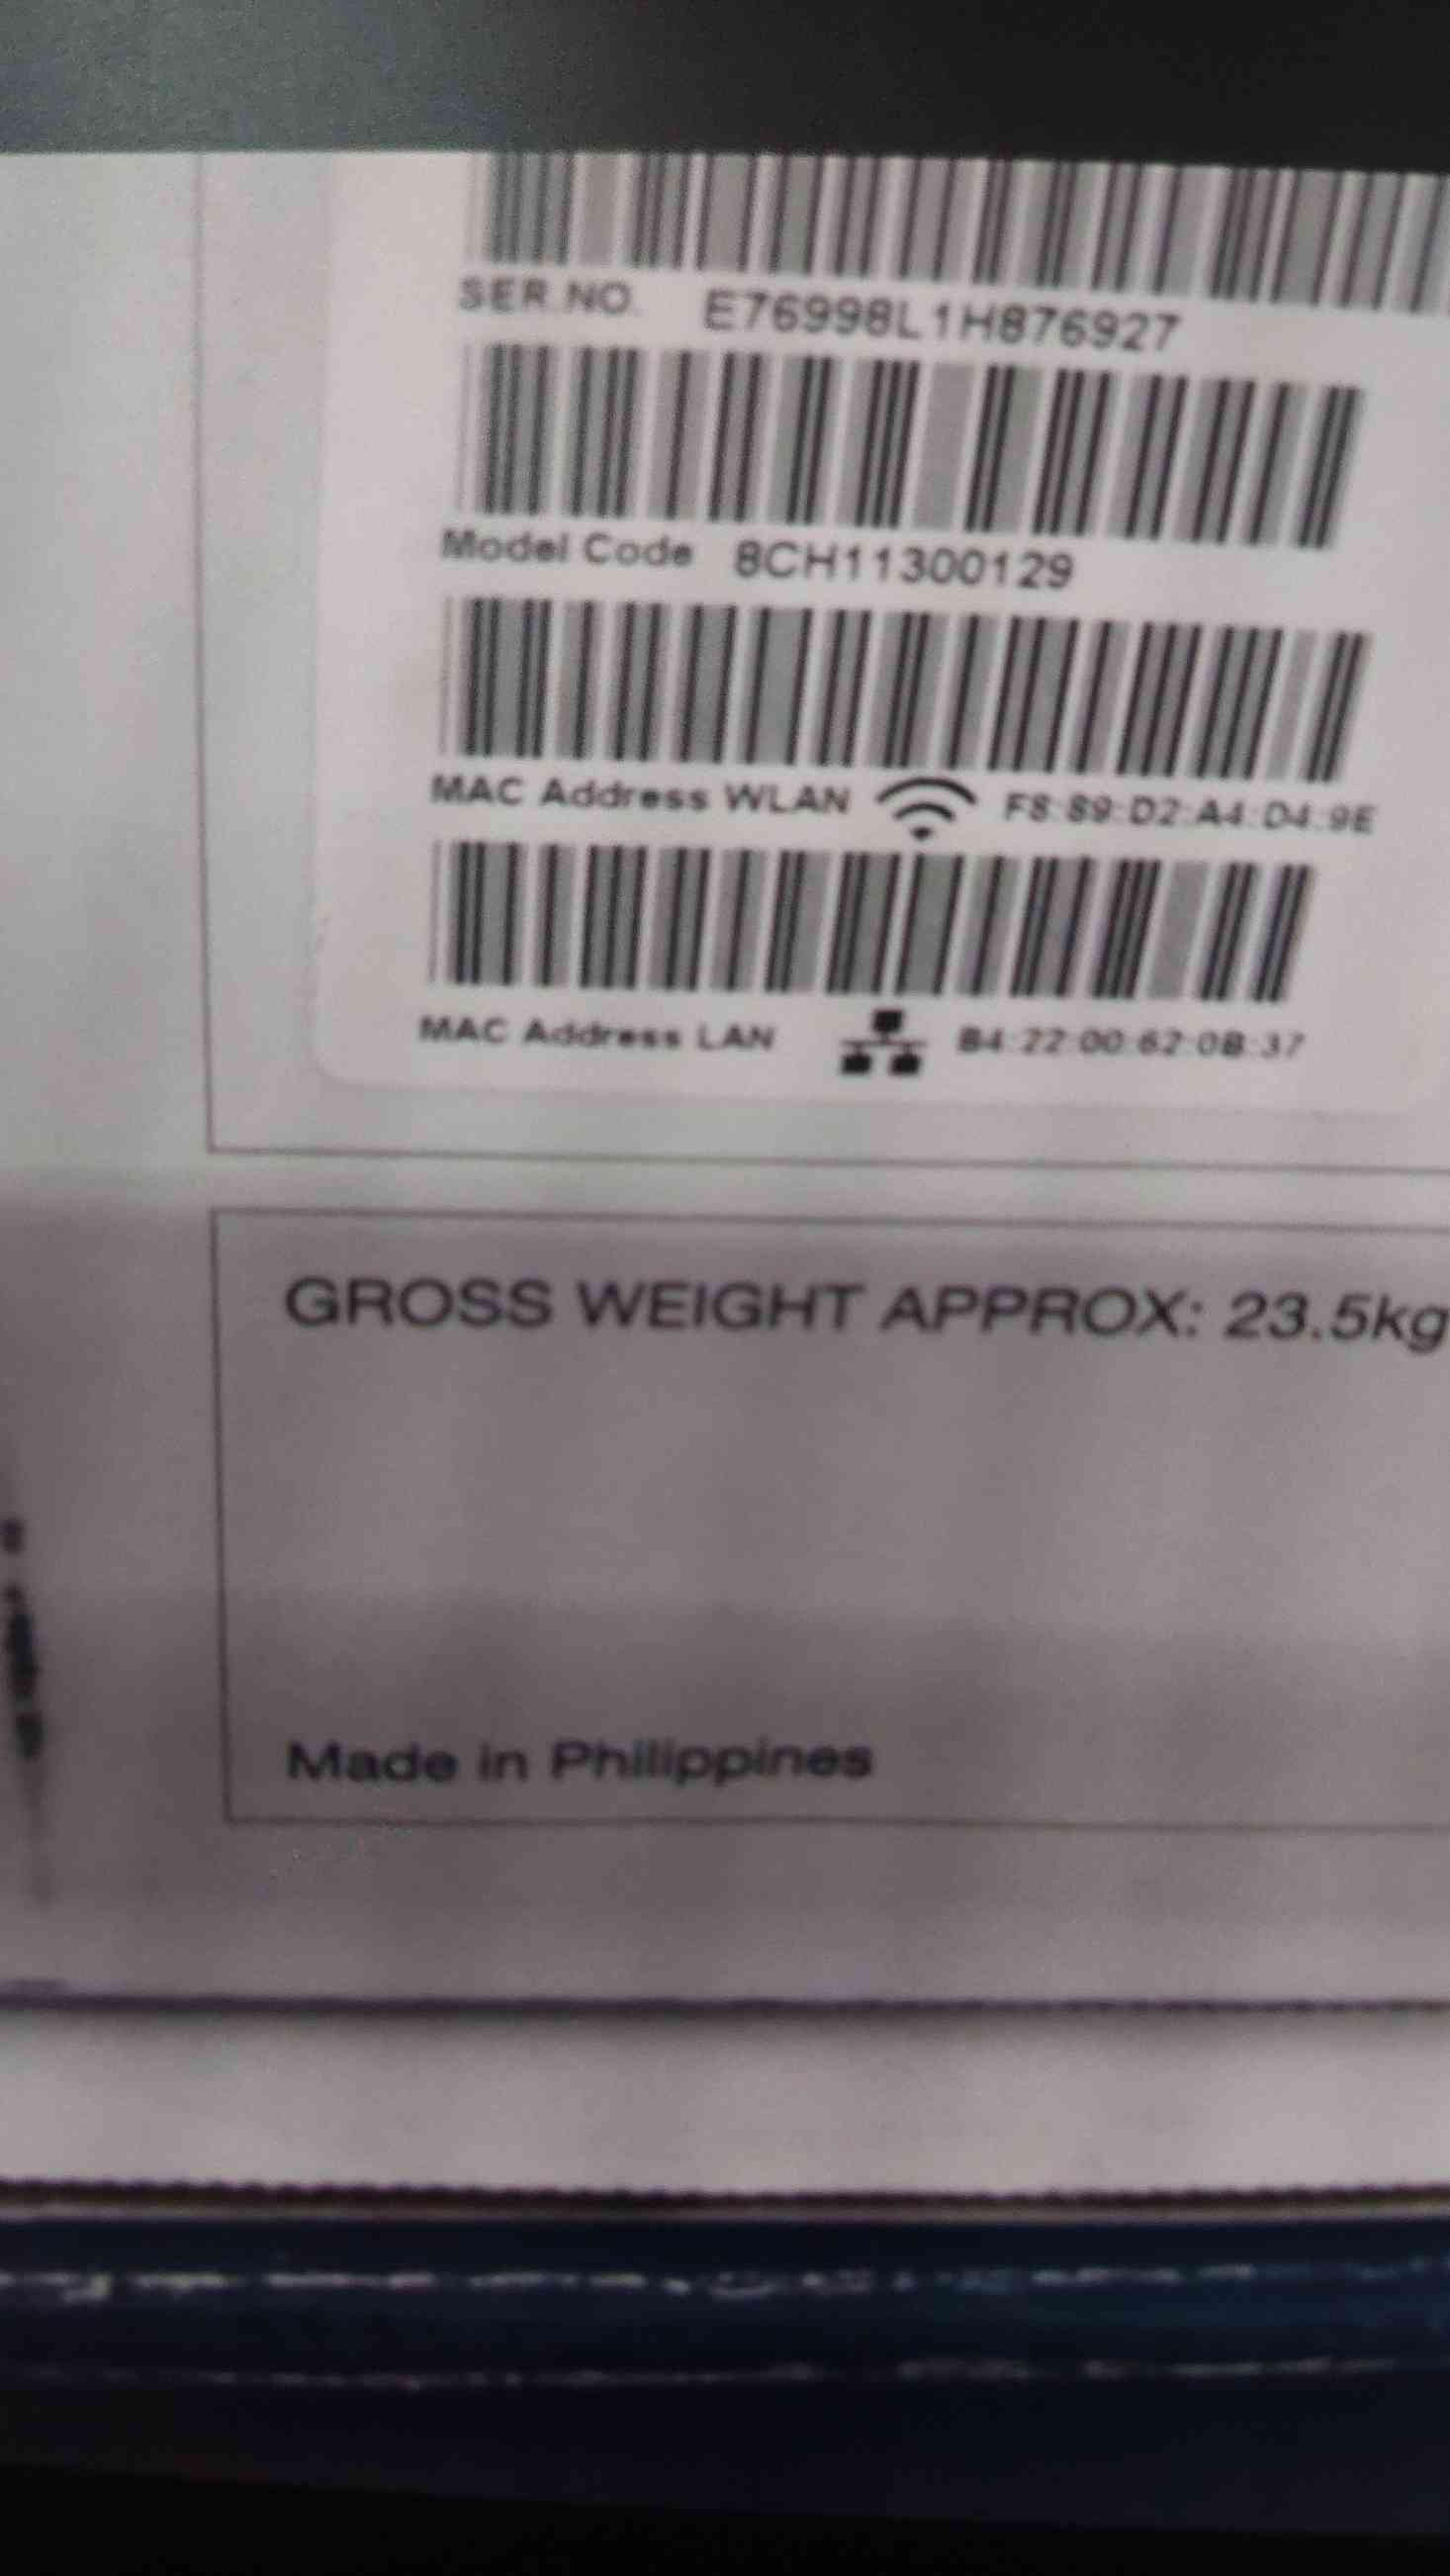 SER.NO. E76998L1H876927
Model Code 8CH11300129
MAC Address WLAN F8:89:D2:A4:D4:9E
MAC Address LAN B4:22:00:62:0B:37
GROSS WEIGHT APPROX: 23.5kg
Made in Philippines